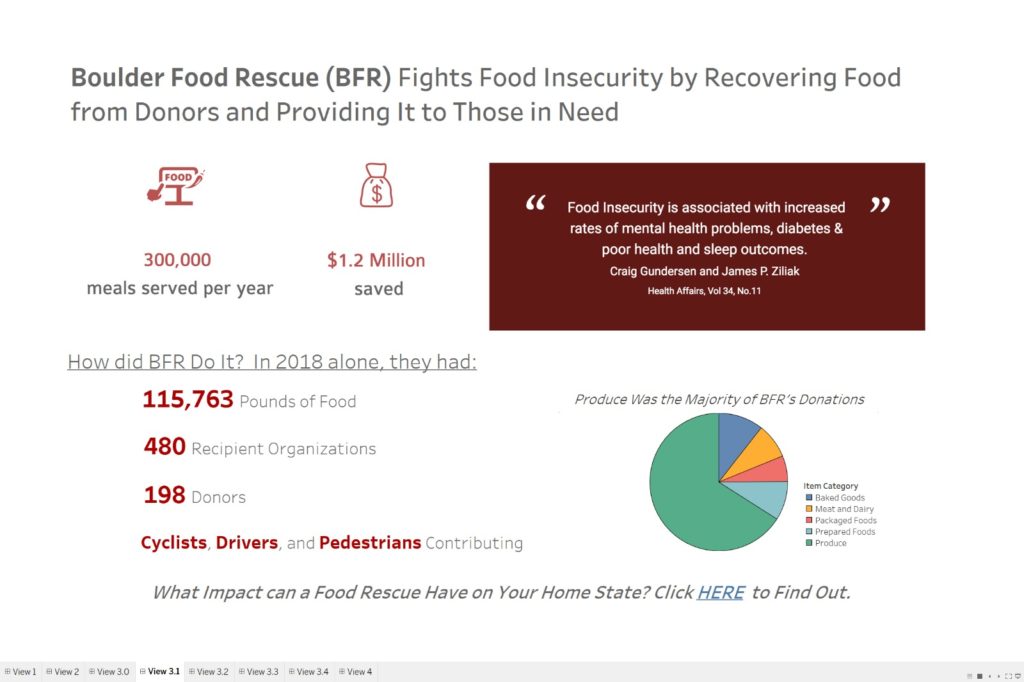 Boulder Food Rescue (BFR) Fights Food Insecurity by Recovering Food
from Donors and Providing It to Those in Need
FOOD
$
300,000
meals served per year
$1.2 Million
saved
“ ”
Food Insecurity is associated with increased
rates of mental health problems, diabetes &
poor health and sleep outcomes.
Craig Gundersen and James P. Ziliak
Health Affairs, Vol 34, No.11
How did BFR Do It?  In 2018 alone, they had:
115,763 Pounds of Food
480 Recipient Organizations
198 Donors
Cyclists, Drivers, and Pedestrians Contributing
Produce Was the Majority of BFR's Donations
Item Category
Baked Goods
Meat and Dairy
Packaged Foods
Prepared Foods
Produce
What Impact can a Food Rescue Have on Your Home State? Click HERE to Find Out.
View 1 View 2 View 3.0 View 3.1 View 3.2 View 3.3 View 3.4 View 4